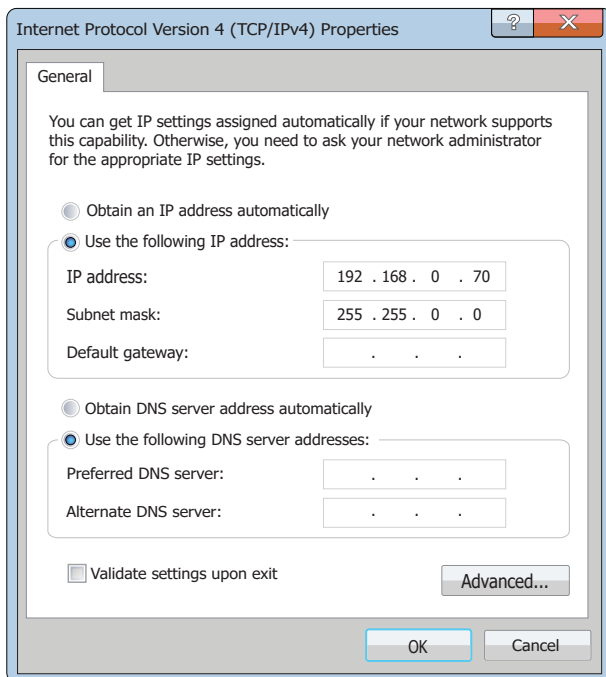 Internet Protocol Version 4 (TCP/IPv4) Properties
General
You can get IP settings assigned automatically if your network supports
this capability. Otherwise, you need to ask your network administrator
for the appropriate IP settings.
Obtain an IP address automatically
Use the following IP address:
IP address: 192 . 168 . 0 . 70
Subnet mask: 255 . 255 . 0 . 0
Default gateway: . . .
Obtain DNS server address automatically
Use the following DNS server addresses:
Preferred DNS server: . . .
Alternate DNS server: . . .
Validate settings upon exit
Advanced...
OK Cancel